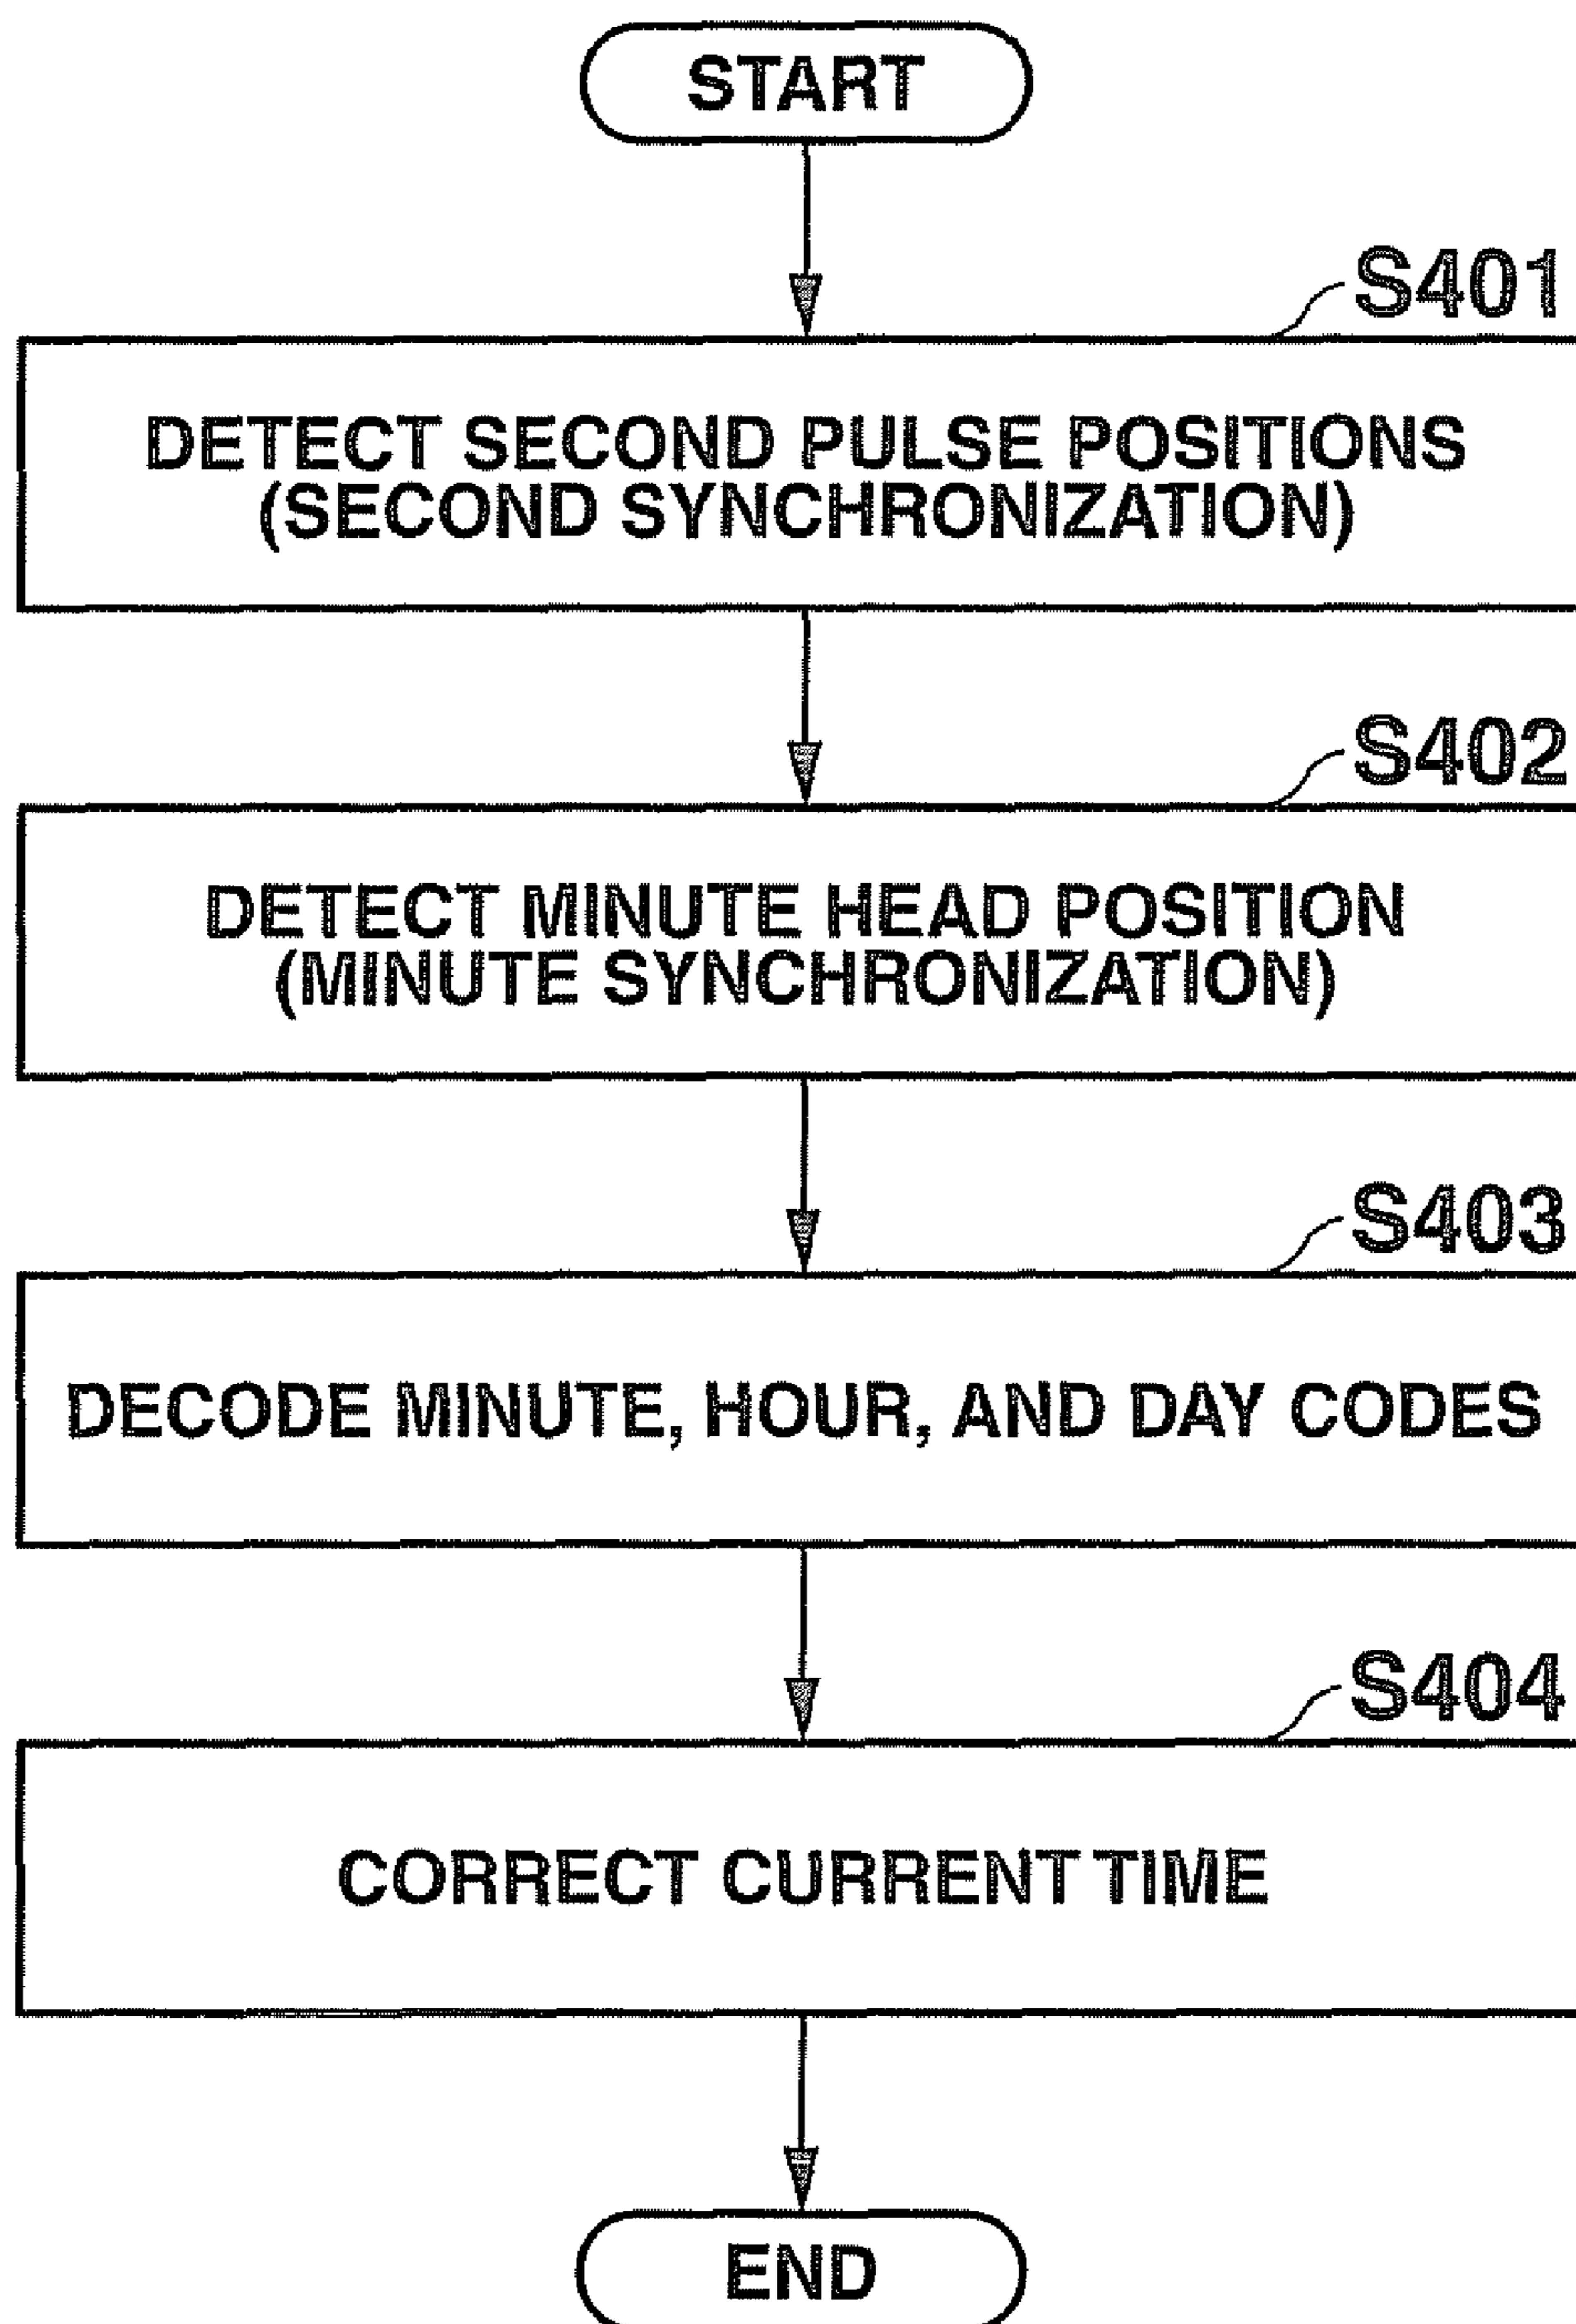 START
S401
DETECT SECOND PULSE POSITIONS
(SECOND SYNCHRONIZATION)
S402
DETECT MINUTE HEAD POSITION
(MINUTE SYNCHRONIZATION)
S403
DECODE MINUTE, HOUR, AND DAY CODES
S404
CORRECT CURRENT TIME
END